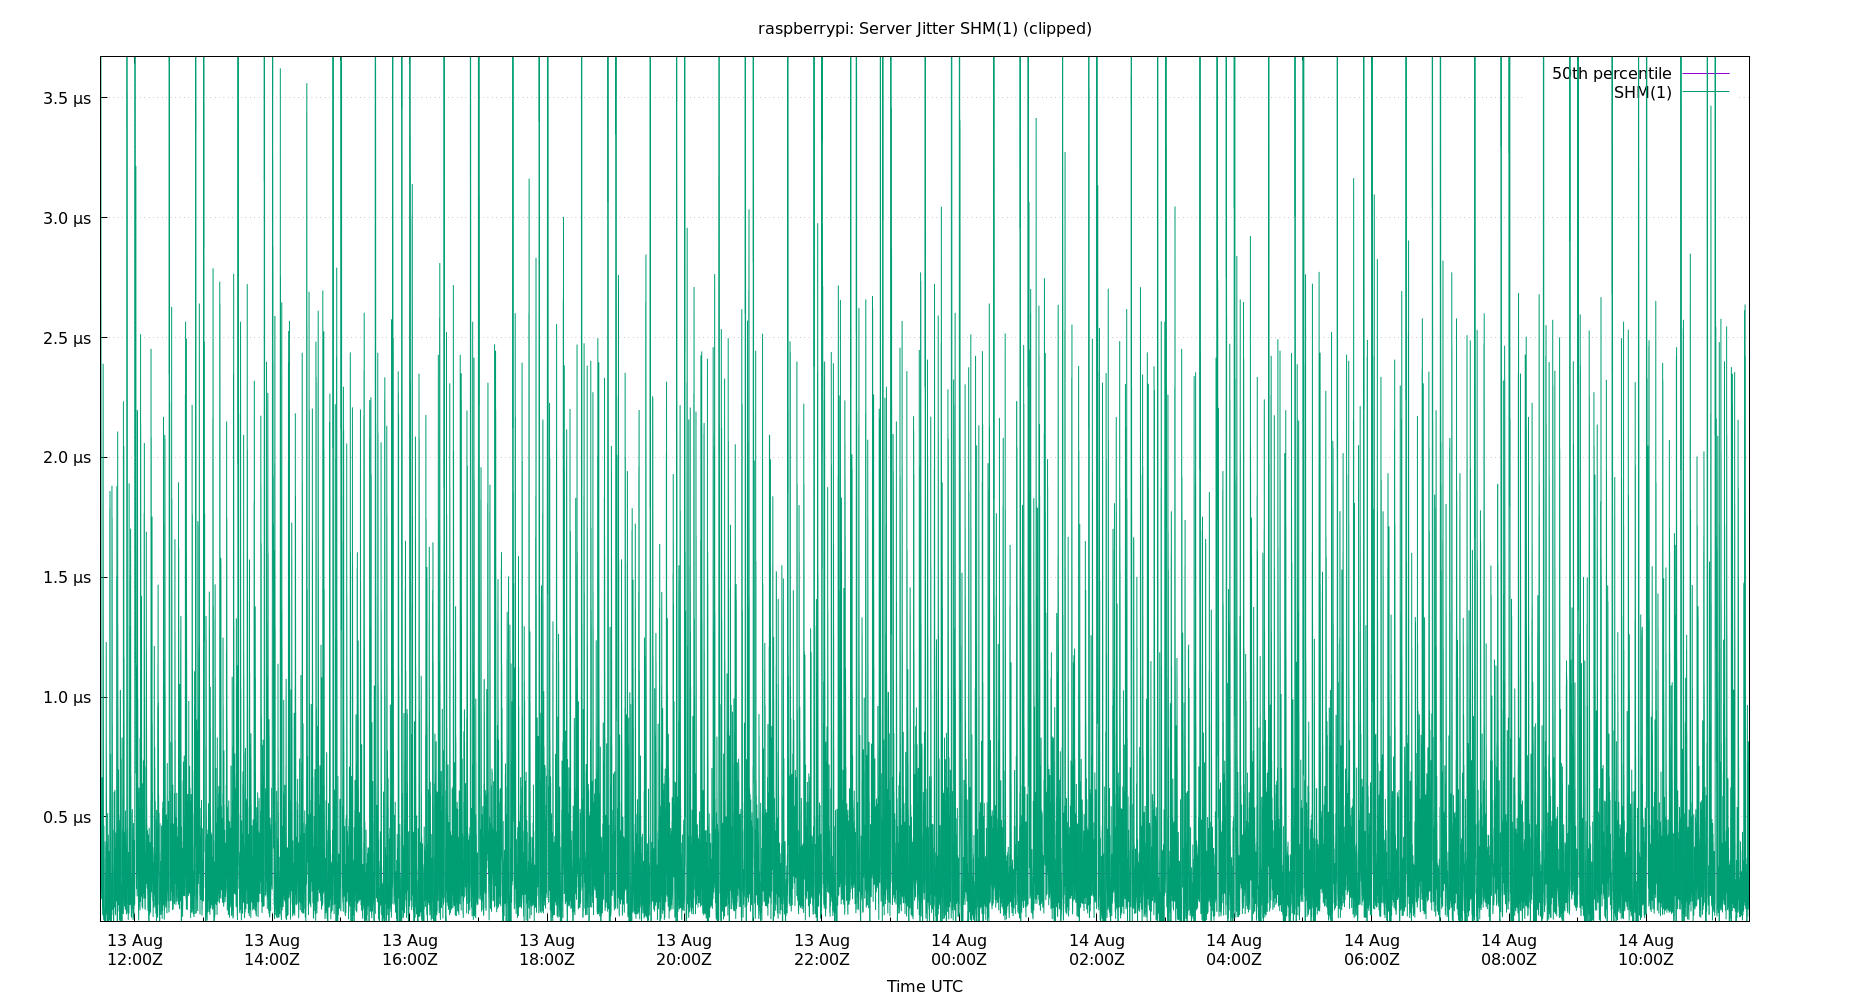 raspberrypi: Server Jitter SHM(1) (clipped)
50th percentile
SHM(1)
3.5 µs
3.0 µs
2.5 µs
2.0 µs
1.5 µs
1.0 µs
0.5 µs
13 Aug 13 Aug 13 Aug 13 Aug 13 Aug 13 Aug 14 Aug 14 Aug 14 Aug 14 Aug 14 Aug 14 Aug
12:00Z 14:00Z 16:00Z 18:00Z 20:00Z 22:00Z 00:00Z 02:00Z 04:00Z 06:00Z 08:00Z 10:00Z
Time UTC